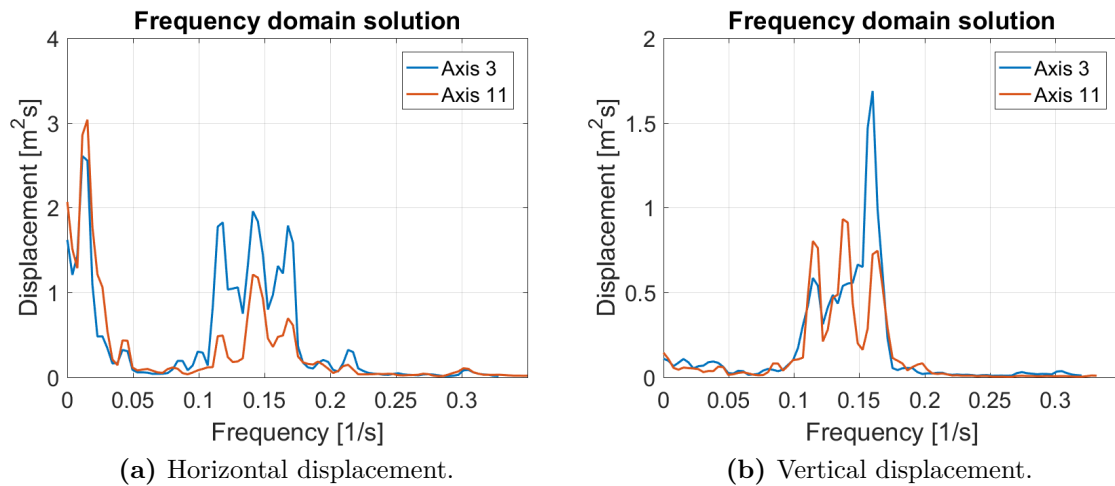 Frequency domain solution
4
3
2
1
0
Displacement [m²s]
Axis 3
Axis 11
0 0.05 0.1 0.15 0.2 0.25 0.3
Frequency [1/s]
(a) Horizontal displacement.
Frequency domain solution
2
1.5
1
0.5
0
Displacement [m²s]
Axis 3
Axis 11
0 0.05 0.1 0.15 0.2 0.25 0.3
Frequency [1/s]
(b) Vertical displacement.